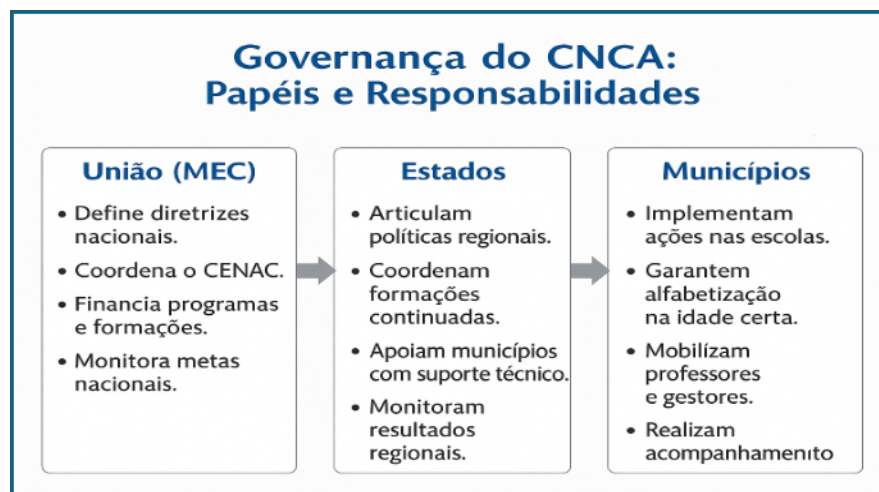 Governança do CNCA:
Papéis e Responsabilidades
União (MEC)
• Define diretrizes
nacionais.
• Coordena o CENAC.
• Financia programas
e formações.
• Monitora metas
nacionais.
Estados
• Articulam
políticas regionais.
• Coordenam
formações
continuadas.
• Apoiam municípios
com suporte técnico.
• Monitoram
resultados
regionais.
Municípios
• Implementam
ações nas escolas.
• Garantem
alfabetização
na idade certa.
• Mobilízam
professores
e gestores.
• Realizam
acompanhamento